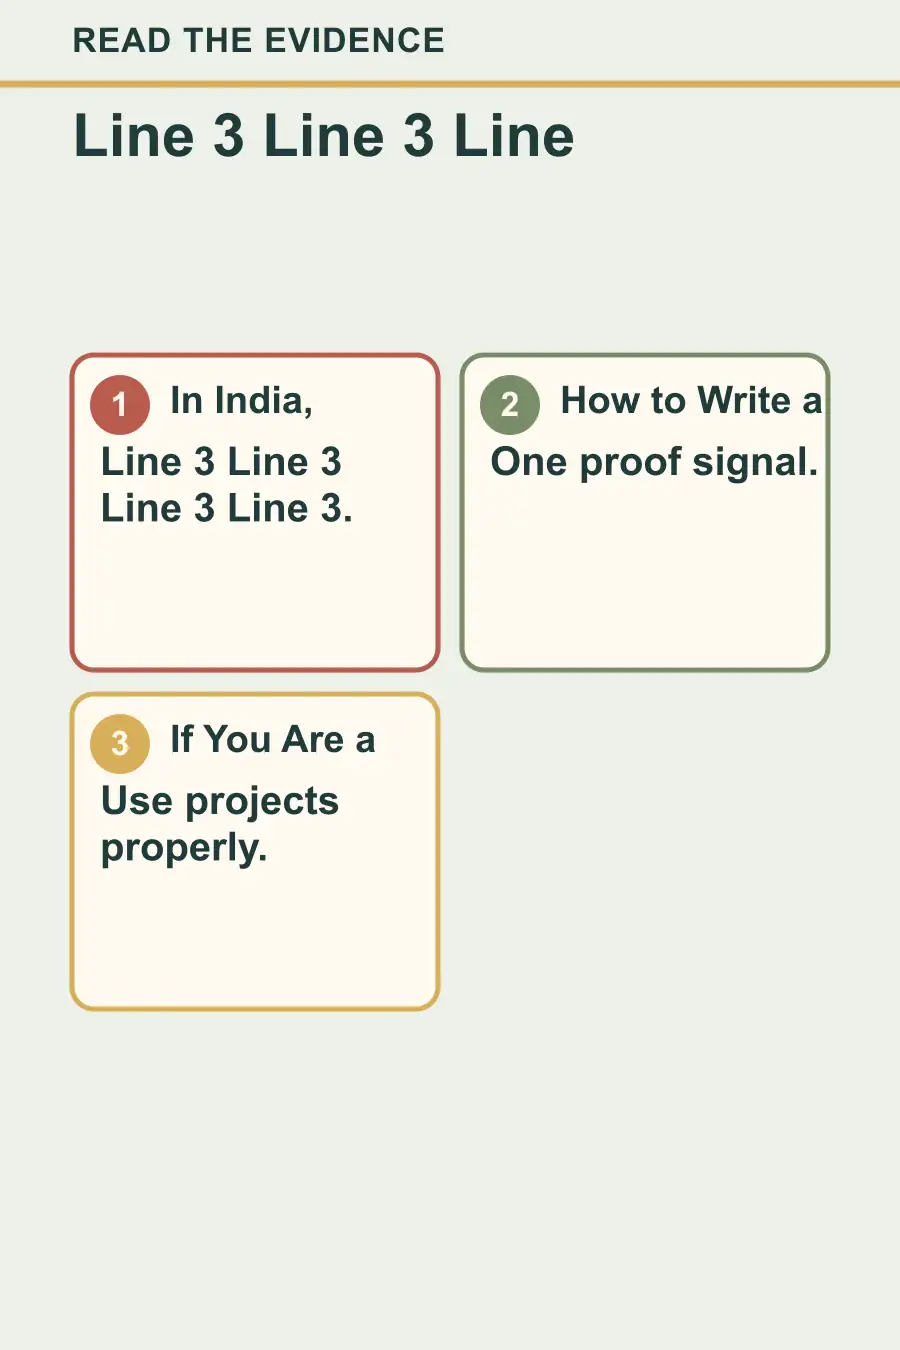 READ THE EVIDENCE
Line 3 Line 3 Line
1 In India,
Line 3 Line 3
Line 3 Line 3.
2 How to Write a
One proof signal.
3 If You Are a
Use projects
properly.